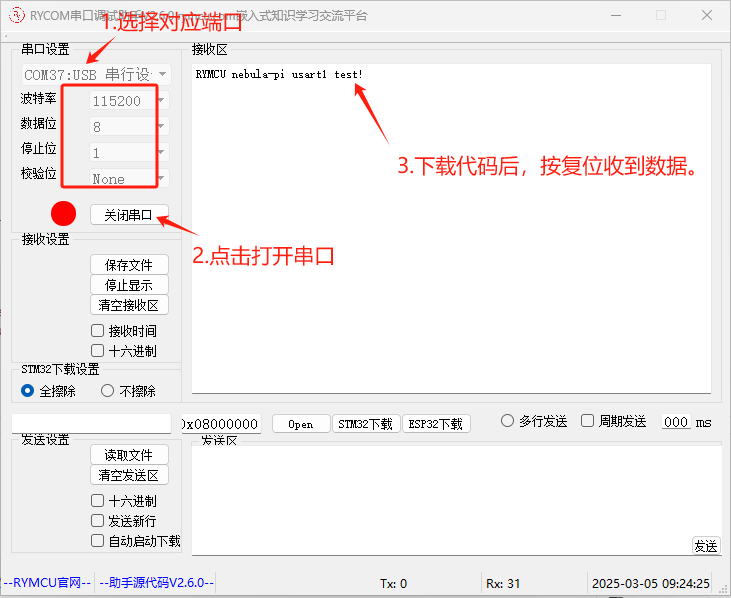 RYCOM串口调试助手V2.6.0
嵌入式知识学习交流平台
1.选择对应端口
串口设置
COM37:USB 串行设
波特率 115200
数据位 8
停止位 1
校验位 None
关闭串口
2.点击打开串口
接收设置
保存文件
停止显示
清空接收区
接收时间
十六进制
STM32下载设置
全擦除 不擦除
接收区
RYMCU nebula-pi usart1 test!
3.下载代码后，按复位收到数据。
0x08000000 Open STM32下载 ESP32下载 多行发送 周期发送 000 ms
发送设置
读取文件
清空发送区
十六进制
发送新行
自动启动下载
发送区
发送
--RYMCU官网-- --助手源代码V2.6.0-- Tx: 0 Rx: 31 2025-03-05 09:24:25